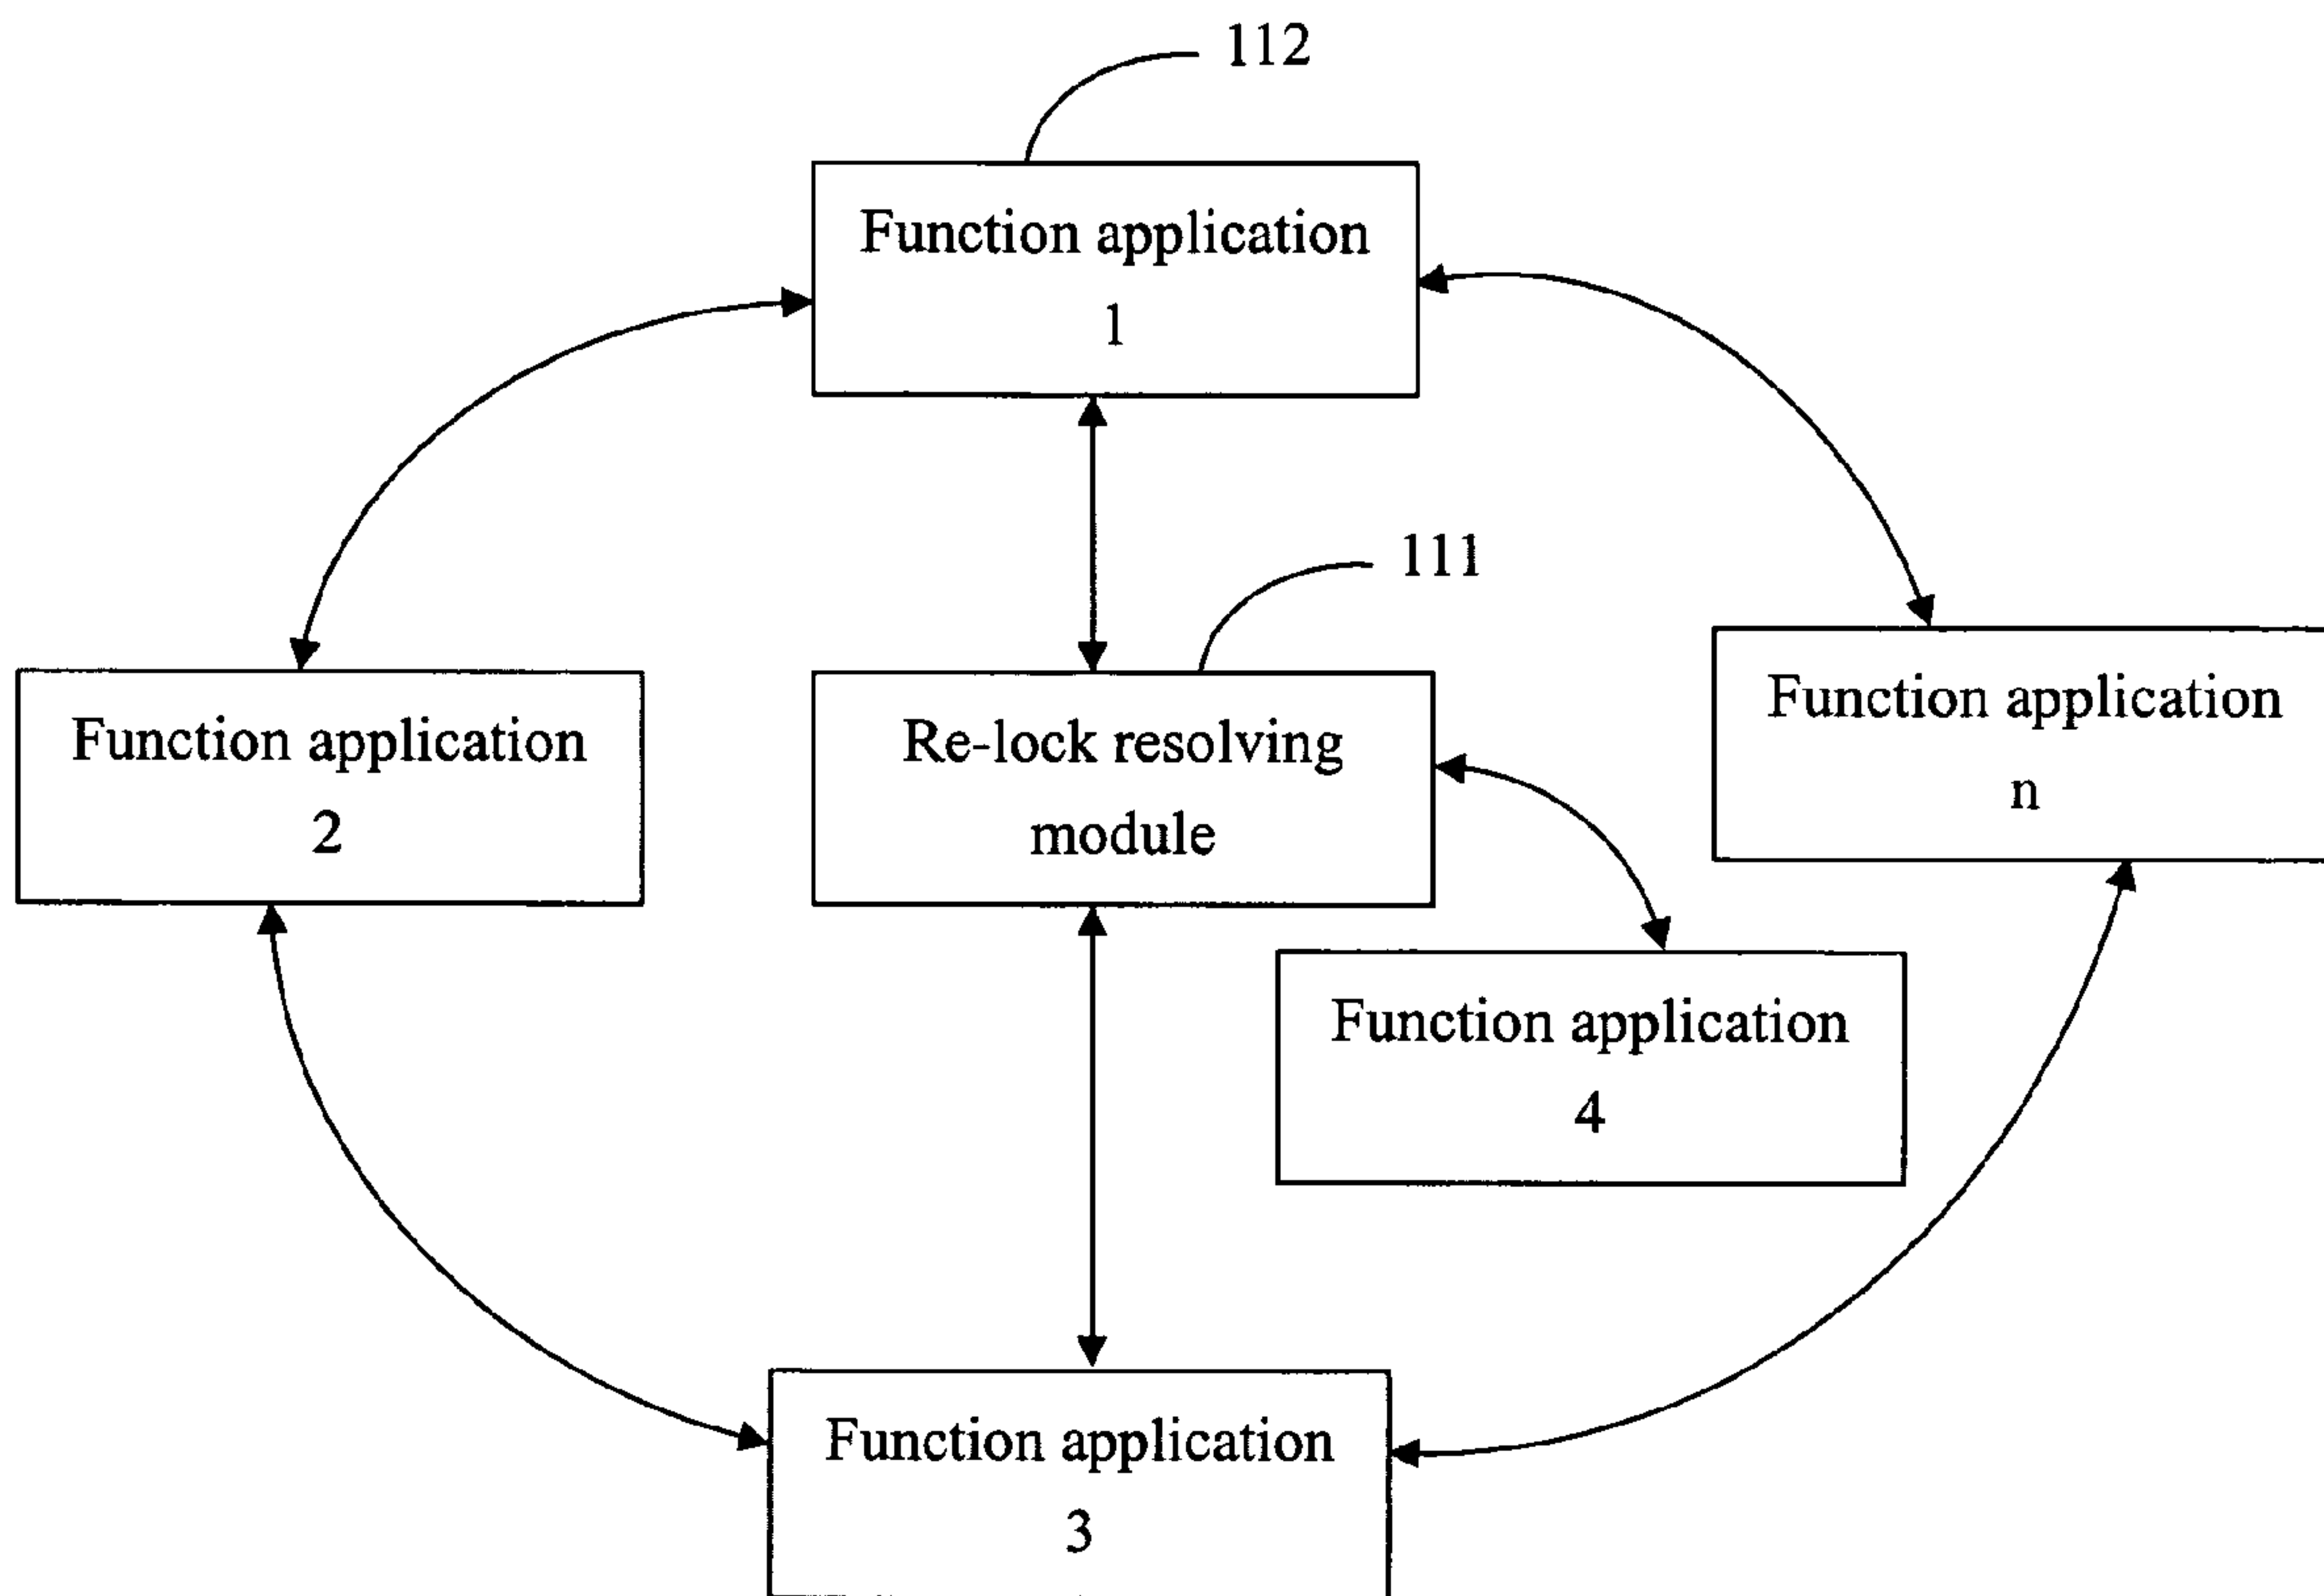 112
Function application
1
111
Function application
2
Re-lock resolving
module
Function application
n
Function application
4
Function application
3